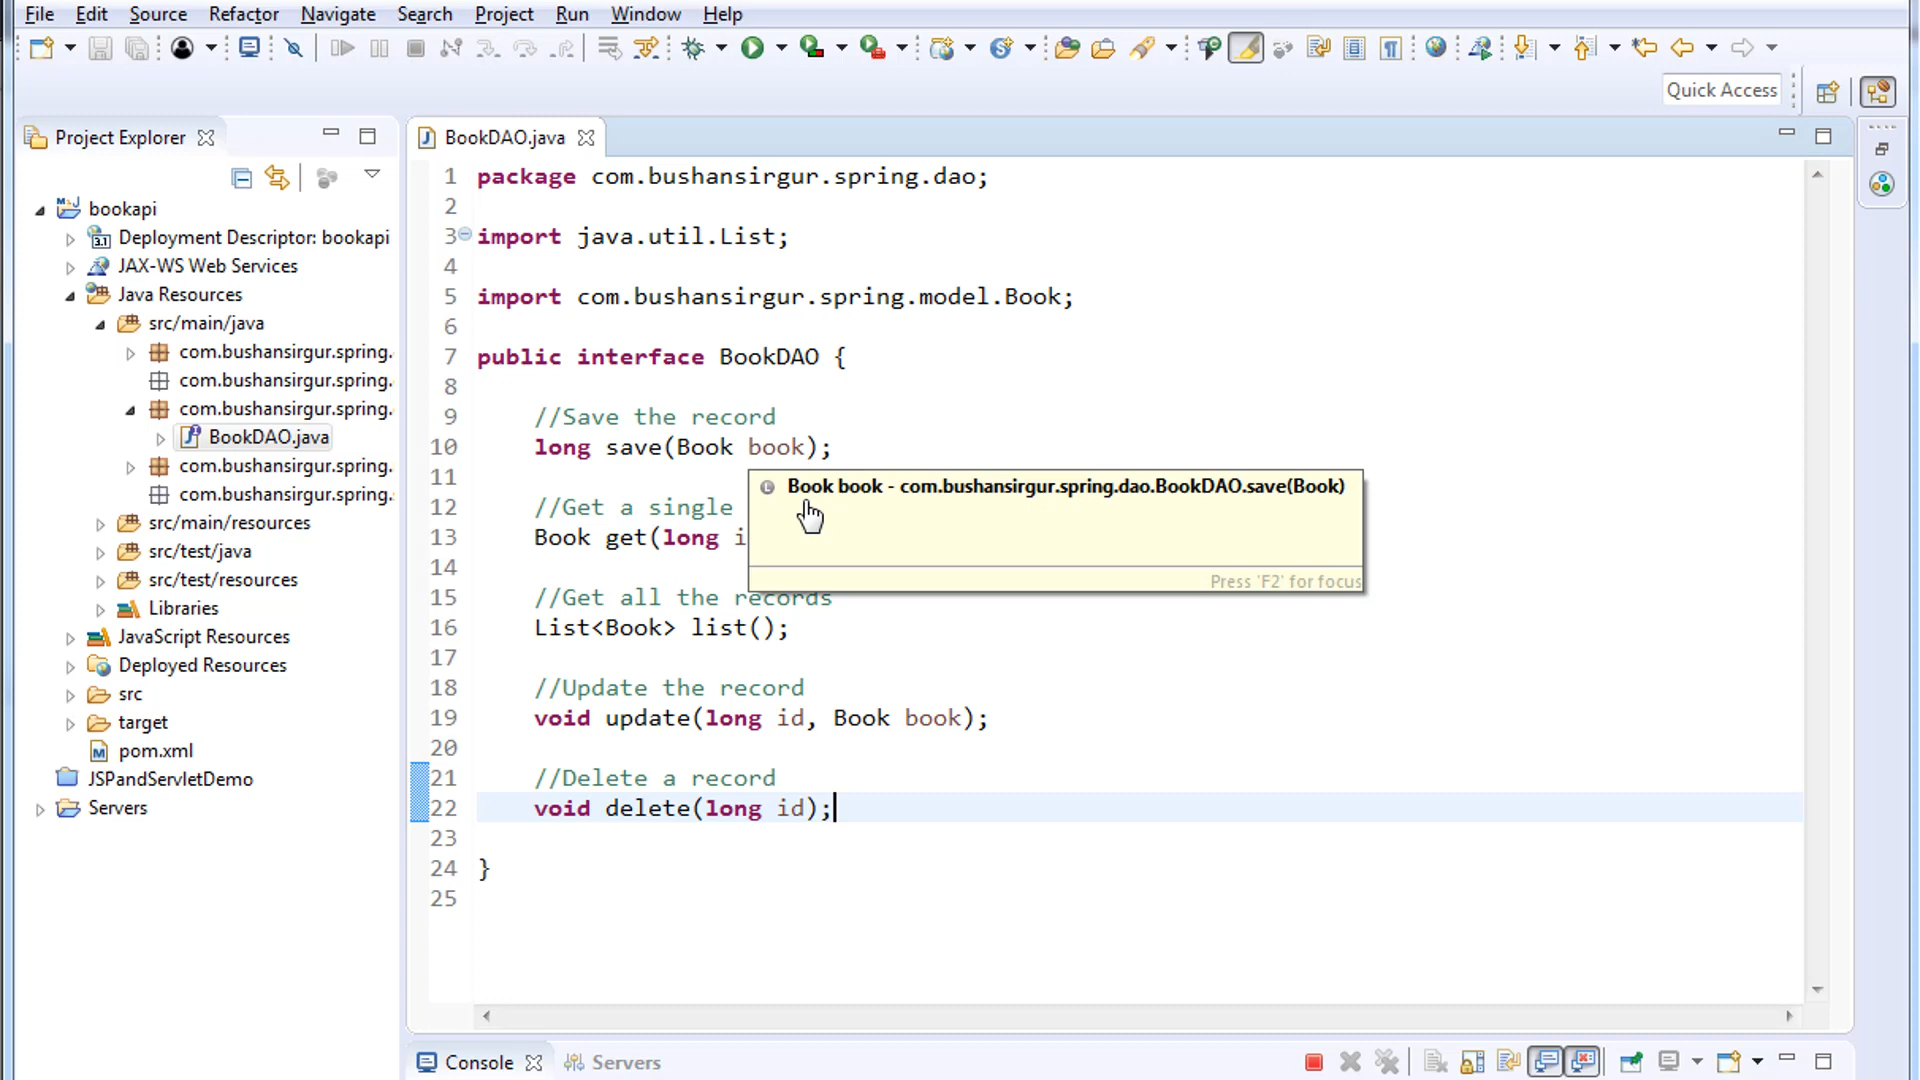 File Edit Source Refactor Navigate Search Project Run Window Help
Quick Access
Project Explorer
BookDAO.java
bookapi
Deployment Descriptor: bookapi
JAX-WS Web Services
Java Resources
src/main/java
com.bushansirgur.spring.
com.bushansirgur.spring.
com.bushansirgur.spring.
BookDAO.java
com.bushansirgur.spring.
com.bushansirgur.spring.
src/main/resources
src/test/java
src/test/resources
Libraries
JavaScript Resources
Deployed Resources
src
target
pom.xml
JSPandServletDemo
Servers
1 package com.bushansirgur.spring.dao;
2
3 import java.util.List;
4
5 import com.bushansirgur.spring.model.Book;
6
7 public interface BookDAO {
8
9 //Save the record
10 long save(Book book);
11
12 //Get a single
13 Book get(long i
14
15 //Get all the records
16 List<Book> list();
17
18 //Update the record
19 void update(long id, Book book);
20
21 //Delete a record
22 void delete(long id);
23
24 }
25
Book book - com.bushansirgur.spring.dao.BookDAO.save(Book)
Press 'F2' for focus
Console Servers